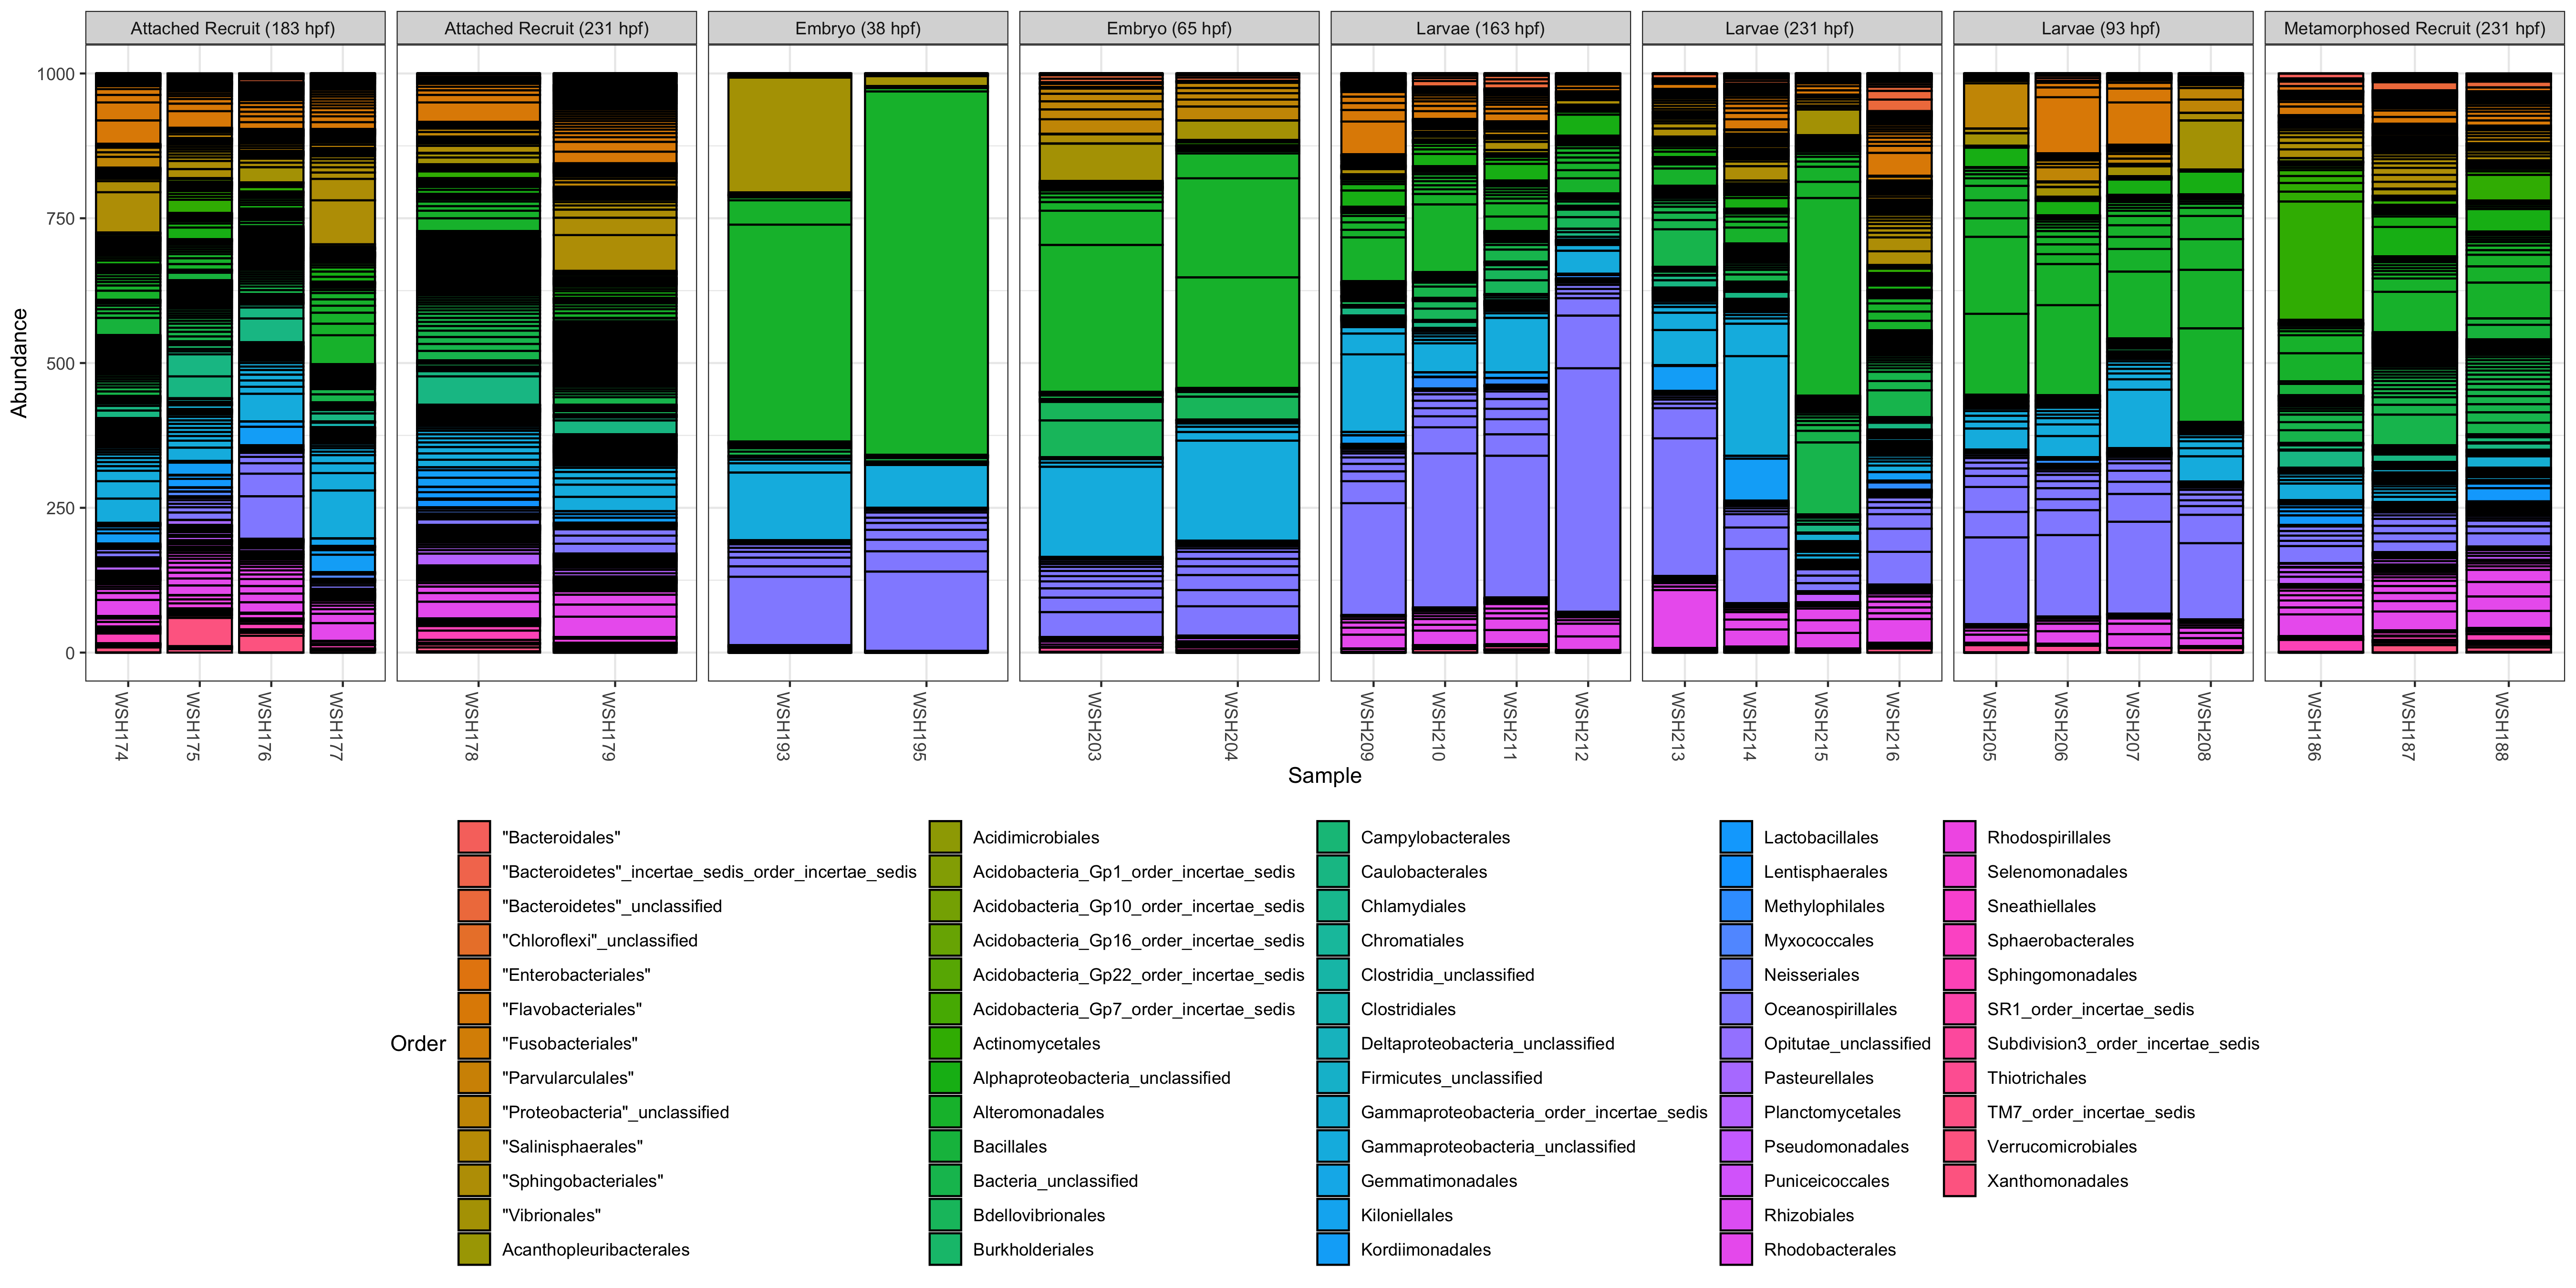 Attached Recruit (183 hpf) Attached Recruit (231 hpf) Embryo (38 hpf) Embryo (65 hpf) Larvae (163 hpf) Larvae (231 hpf) Larvae (93 hpf) Metamorphosed Recruit (231 hpf)
1000
750
500
250
0
Abundance
WSH174 WSH175 WSH176 WSH177 WSH178 WSH179 WSH193 WSH195 WSH203 WSH204 WSH209 WSH210 WSH211 WSH212 WSH213 WSH214 WSH215 WSH216 WSH205 WSH206 WSH207 WSH208 WSH186 WSH187 WSH188
Sample
Order
"Bacteroidales"
"Bacteroidetes"_incertae_sedis_order_incertae_sedis
"Bacteroidetes"_unclassified
"Chloroflexi"_unclassified
"Enterobacteriales"
"Flavobacteriales"
"Fusobacteriales"
"Parvularculales"
"Proteobacteria"_unclassified
"Salinisphaerales"
"Sphingobacteriales"
"Vibrionales"
Acanthopleuribacterales
Acidimicrobiales
Acidobacteria_Gp1_order_incertae_sedis
Acidobacteria_Gp10_order_incertae_sedis
Acidobacteria_Gp16_order_incertae_sedis
Acidobacteria_Gp22_order_incertae_sedis
Acidobacteria_Gp7_order_incertae_sedis
Actinomycetales
Alphaproteobacteria_unclassified
Alteromonadales
Bacillales
Bacteria_unclassified
Bdellovibrionales
Burkholderiales
Campylobacterales
Caulobacterales
Chlamydiales
Chromatiales
Clostridia_unclassified
Clostridiales
Deltaproteobacteria_unclassified
Firmicutes_unclassified
Gammaproteobacteria_order_incertae_sedis
Gammaproteobacteria_unclassified
Gemmatimonadales
Kiloniellales
Kordiimonadales
Lactobacillales
Lentisphaerales
Methylophilales
Myxococcales
Neisseriales
Oceanospirillales
Opitutae_unclassified
Pasteurellales
Planctomycetales
Pseudomonadales
Puniceicoccales
Rhizobiales
Rhodobacterales
Rhodospirillales
Selenomonadales
Sneathiellales
Sphaerobacterales
Sphingomonadales
SR1_order_incertae_sedis
Subdivision3_order_incertae_sedis
Thiotrichales
TM7_order_incertae_sedis
Verrucomicrobiales
Xanthomonadales